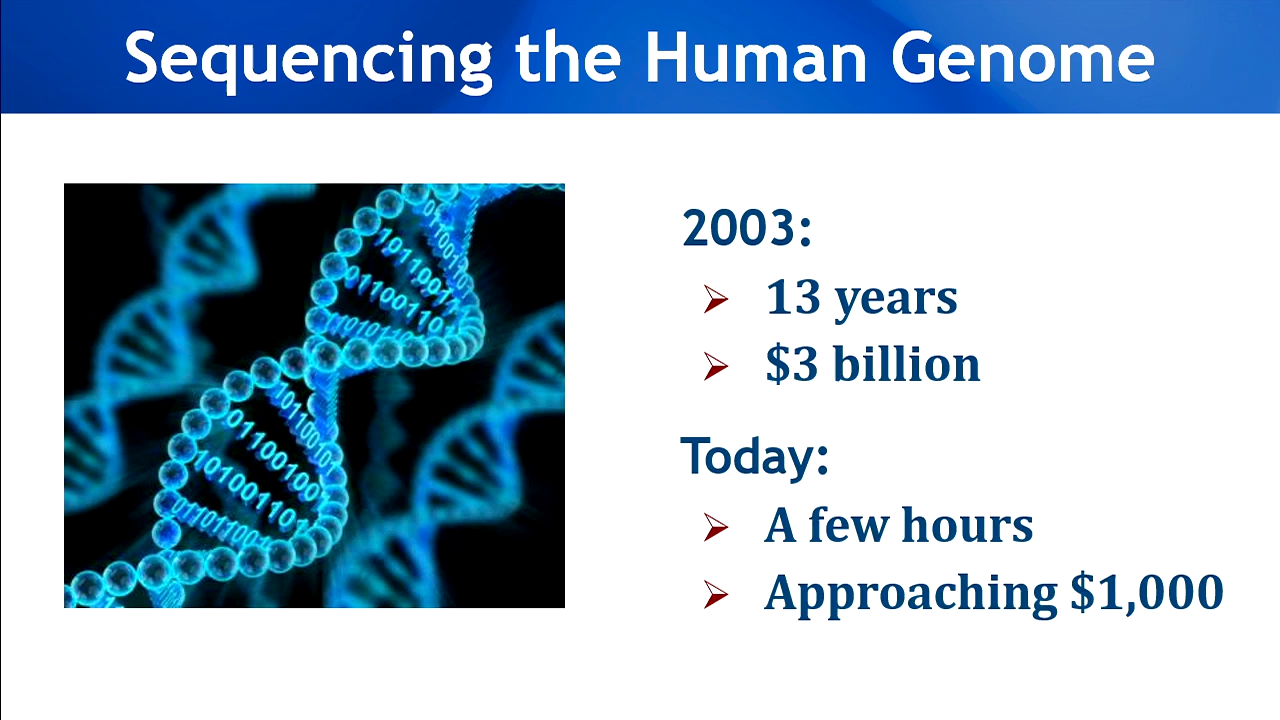 Sequencing the Human Genome
2003:
13 years
$3 billion
Today:
A few hours
Approaching $1,000